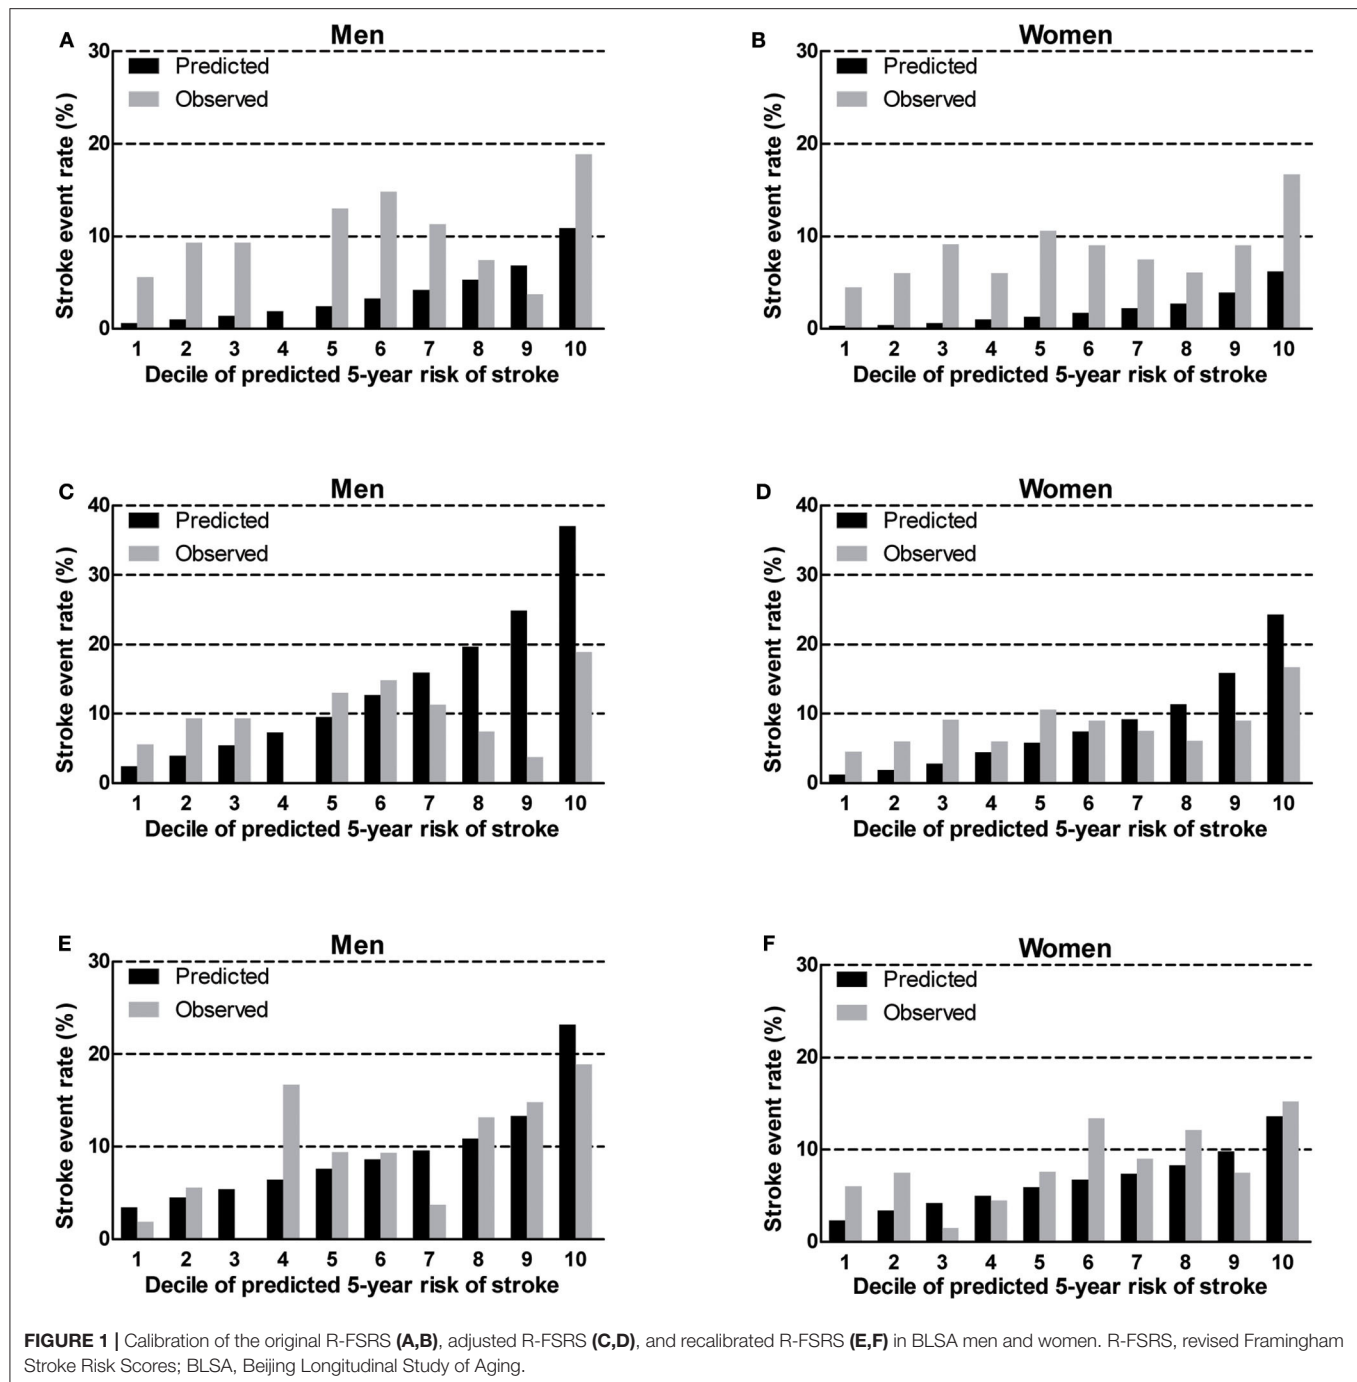 A
Men
30
20
10
0
Stroke event rate (%)
Predicted
Observed
1 2 3 4 5 6 7 8 9 10
Decile of predicted 5-year risk of stroke
B
Women
30
20
10
0
Stroke event rate (%)
Predicted
Observed
1 2 3 4 5 6 7 8 9 10
Decile of predicted 5-year risk of stroke
C
Men
40
30
20
10
0
Stroke event rate (%)
Predicted
Observed
1 2 3 4 5 6 7 8 9 10
Decile of predicted 5-year risk of stroke
D
Women
40
30
20
10
0
Stroke event rate (%)
Predicted
Observed
1 2 3 4 5 6 7 8 9 10
Decile of predicted 5-year risk of stroke
E
Men
30
20
10
0
Stroke event rate (%)
Predicted
Observed
1 2 3 4 5 6 7 8 9 10
Decile of predicted 5-year risk of stroke
F
Women
30
20
10
0
Stroke event rate (%)
Predicted
Observed
1 2 3 4 5 6 7 8 9 10
Decile of predicted 5-year risk of stroke
FIGURE 1 | Calibration of the original R-FSRS (A,B), adjusted R-FSRS (C,D), and recalibrated R-FSRS (E,F) in BLSA men and women. R-FSRS, revised Framingham
Stroke Risk Scores; BLSA, Beijing Longitudinal Study of Aging.